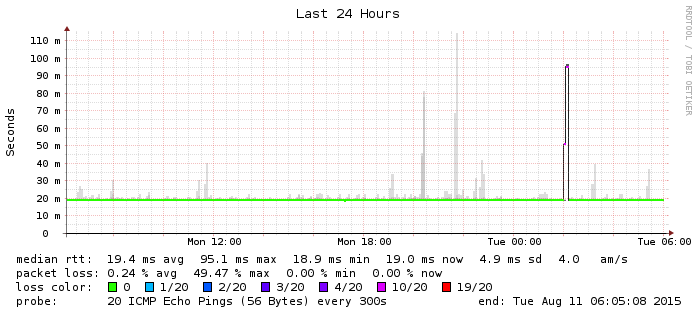 Last 24 Hours
RRDTOOL / TOBI OETIKER
Seconds
110 m
100 m
90 m
80 m
70 m
60 m
50 m
40 m
30 m
20 m
10 m
0
Mon 12:00 Mon 18:00 Tue 00:00 Tue 06:00
median rtt: 19.4 ms avg 95.1 ms max 18.9 ms min 19.0 ms now 4.9 ms sd 4.0 am/s
packet loss: 0.24 % avg 49.47 % max 0.00 % min 0.00 % now
loss color: 0 1/20 2/20 3/20 4/20 10/20 19/20
probe: 20 ICMP Echo Pings (56 Bytes) every 300s end: Tue Aug 11 06:05:08 2015